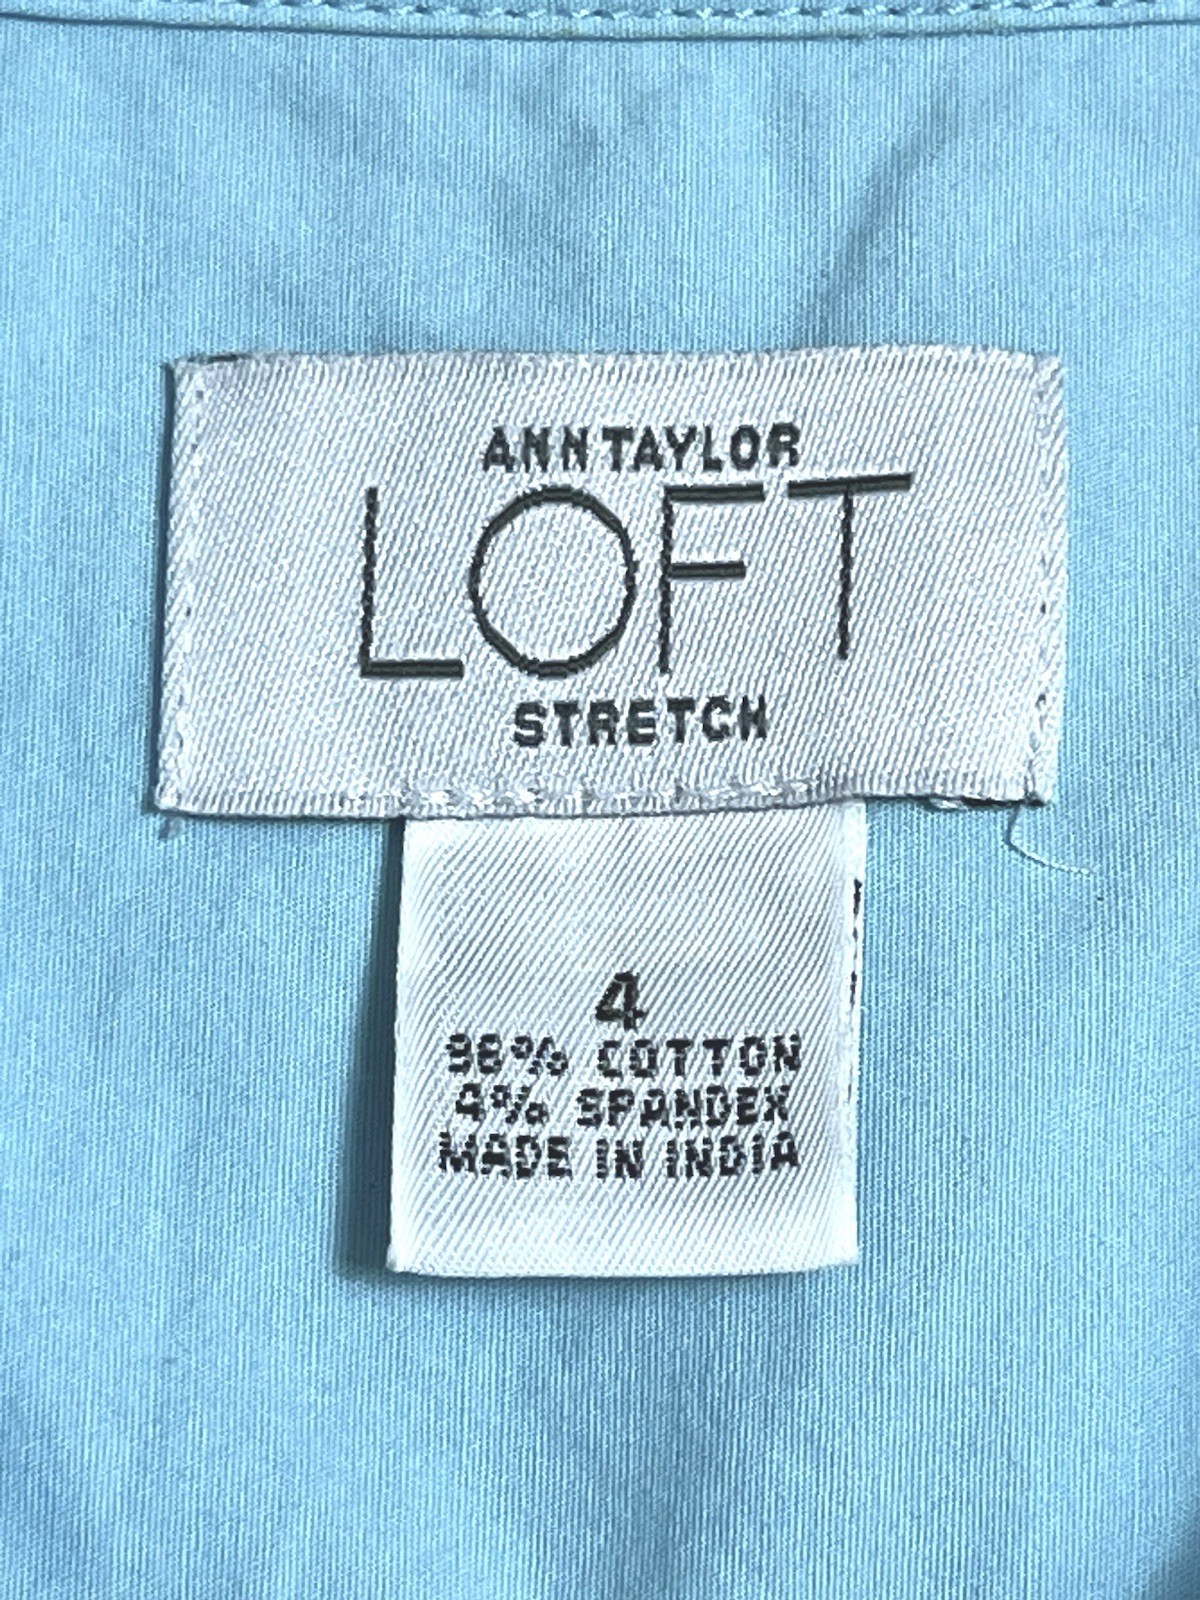 ANN TAYLOR
LOFT
STRETCH
4
96% COTTON
4% SPANDEX
MADE IN INDIA